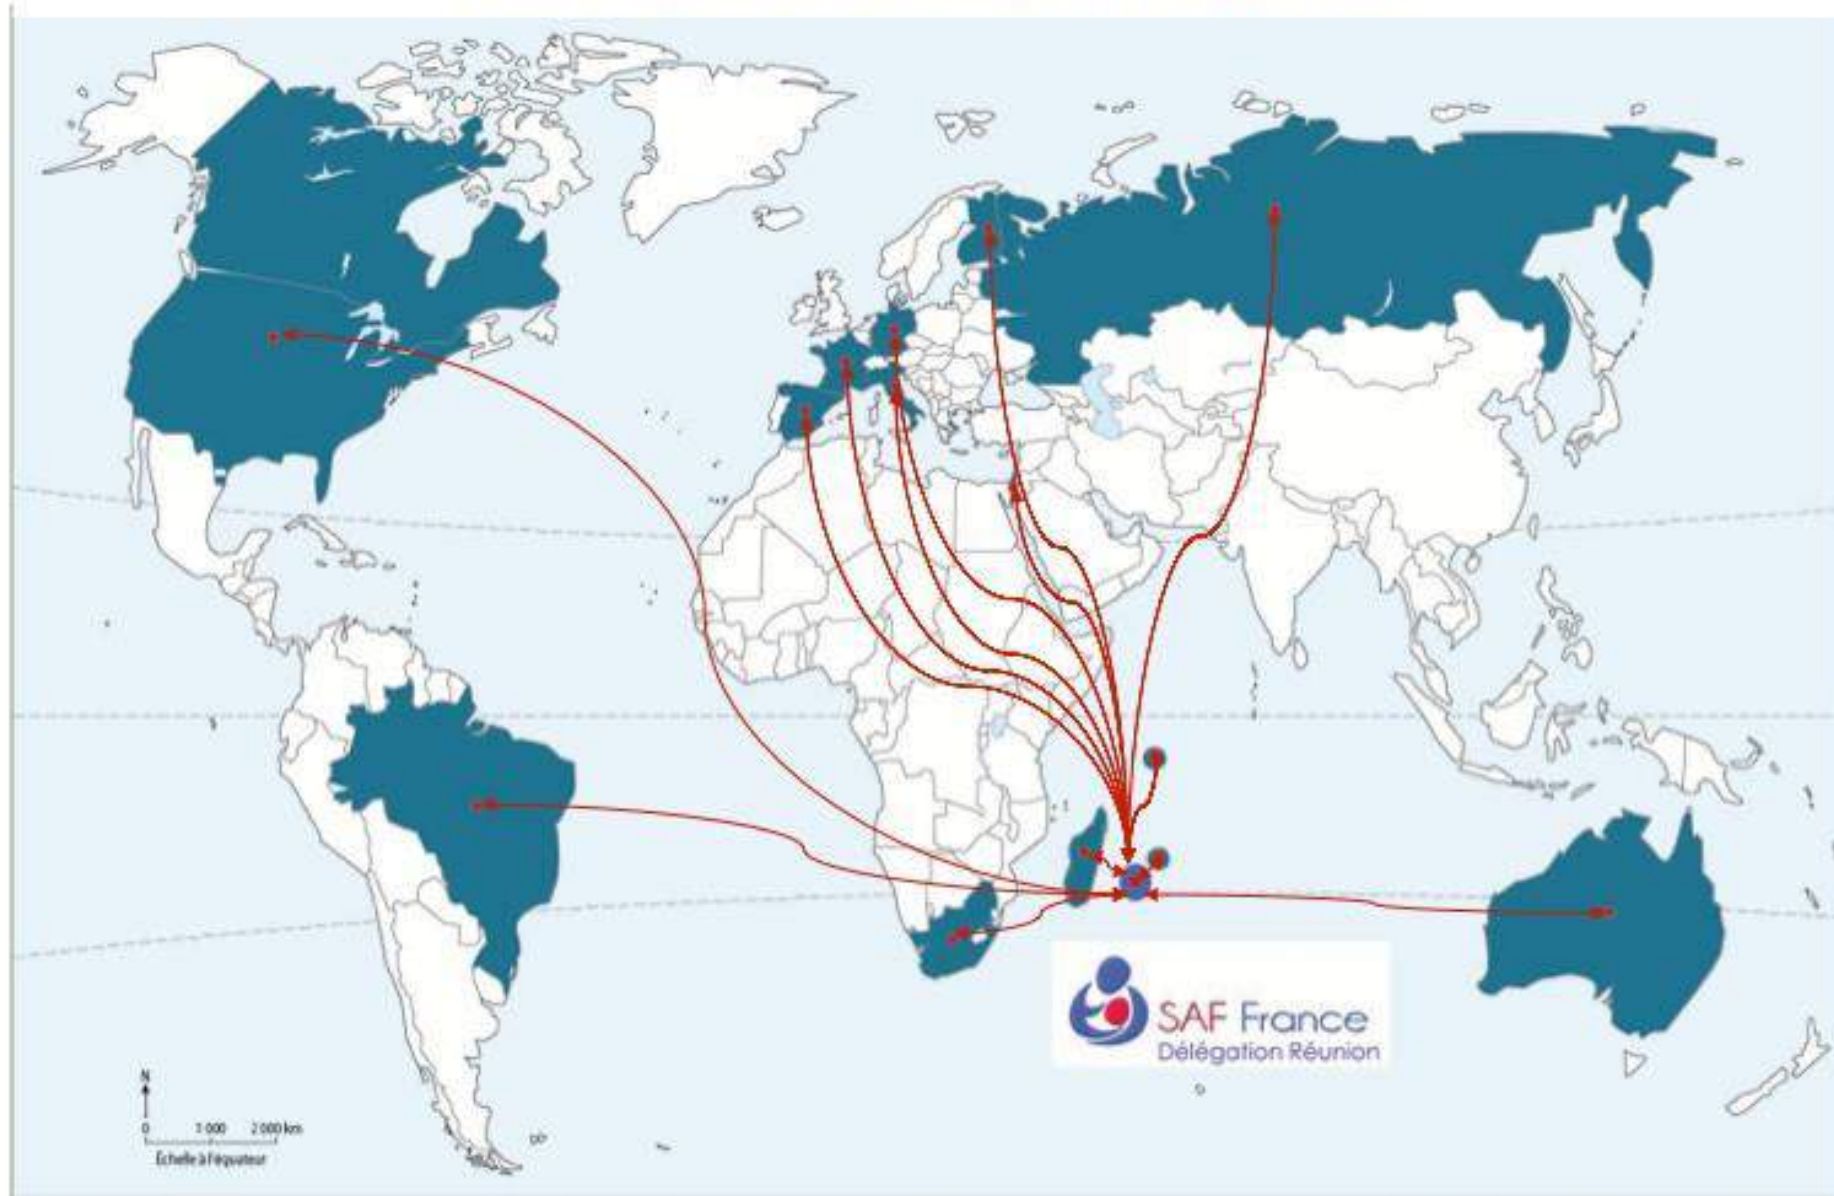 SAF France
Délégation Réunion
N
0 1 000 2 000 km
Échelle à l'équateur